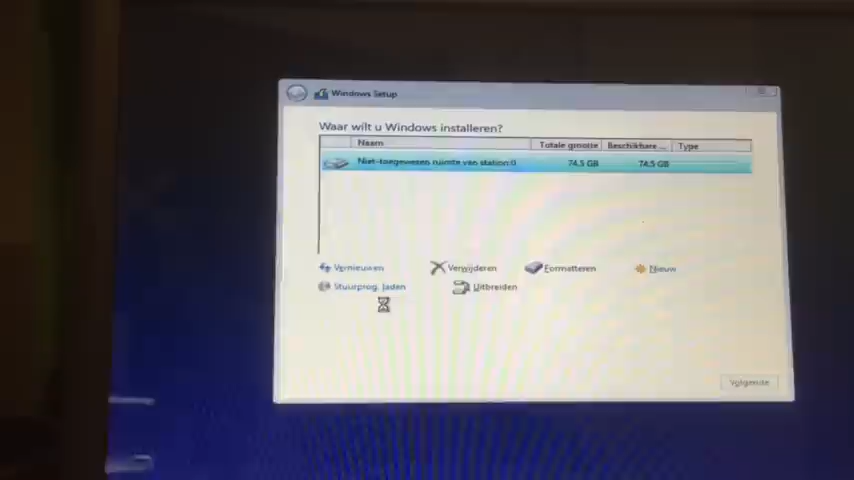 Windows Setup
Waar wilt u Windows installeren?
Naam Totale grootte Beschikbare ... Type
Niet-toegewezen ruimte van station:0 74.5 GB 74.5 GB
Vernieuwen Verwijderen Formatteren Nieuw
Stuurprog. laden Uitbreiden
Volgende